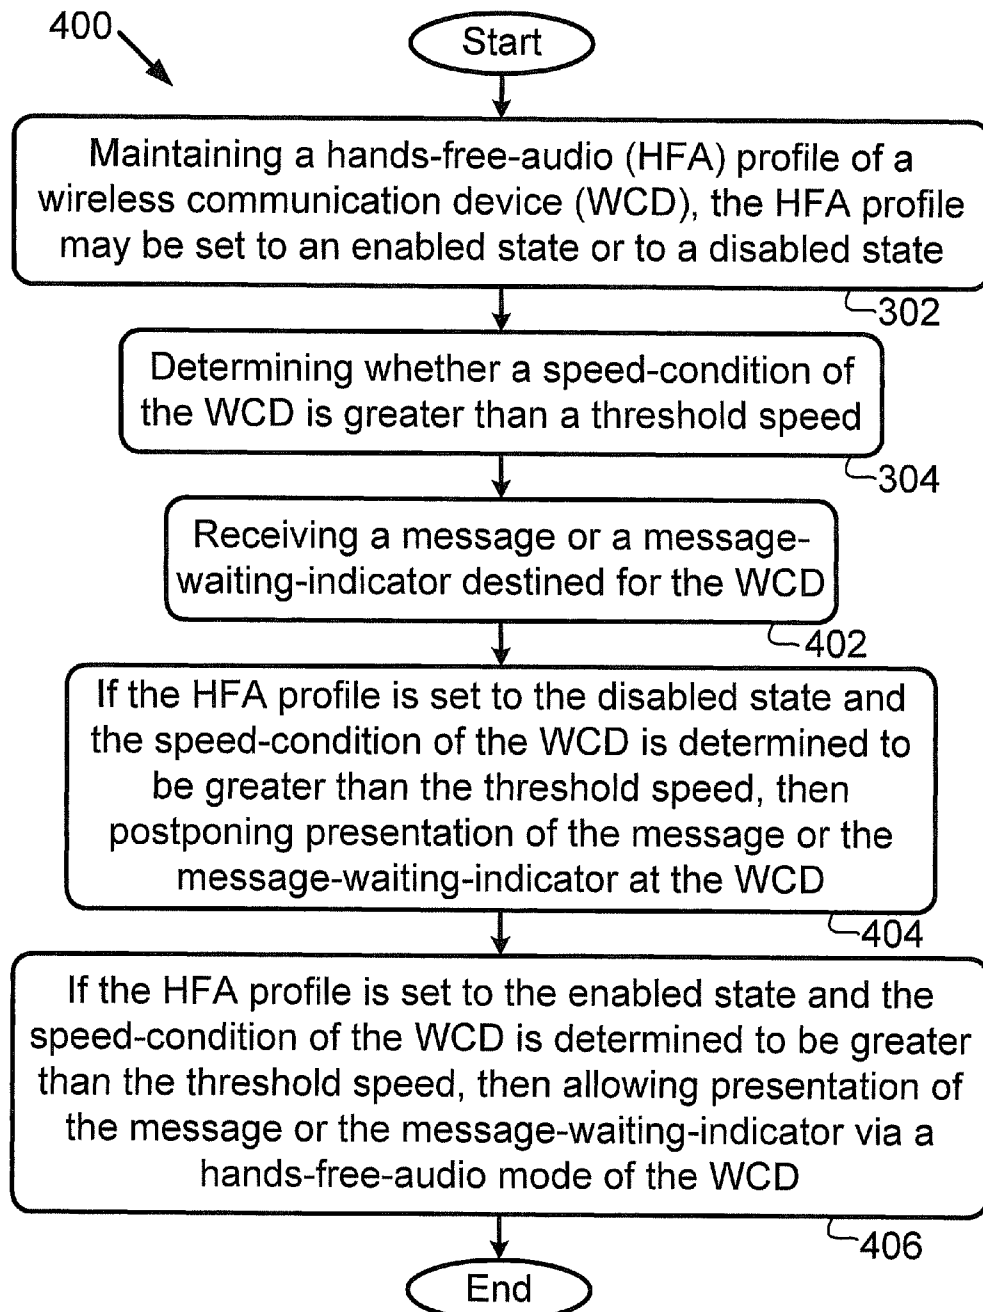 400
Start
Maintaining a hands-free-audio (HFA) profile of a
wireless communication device (WCD), the HFA profile
may be set to an enabled state or to a disabled state
302
Determining whether a speed-condition of
the WCD is greater than a threshold speed
304
Receiving a message or a message-
waiting-indicator destined for the WCD
402
If the HFA profile is set to the disabled state and
the speed-condition of the WCD is determined to
be greater than the threshold speed, then
postponing presentation of the message or the
message-waiting-indicator at the WCD
404
If the HFA profile is set to the enabled state and the
speed-condition of the WCD is determined to be greater
than the threshold speed, then allowing presentation of
the message or the message-waiting-indicator via a
hands-free-audio mode of the WCD
406
End